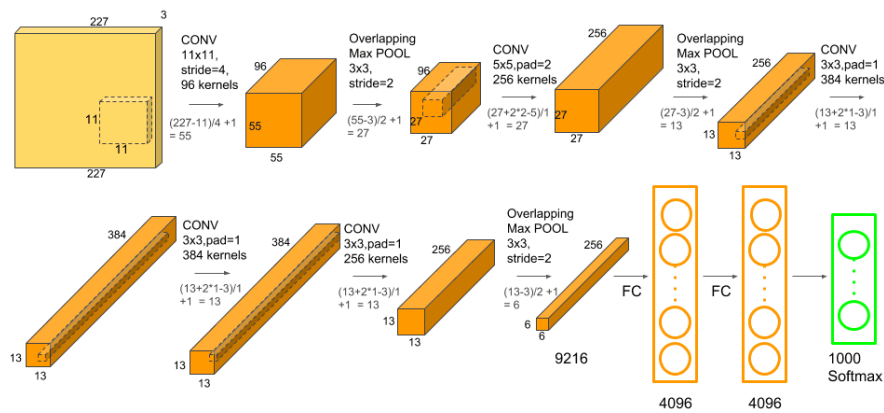 227
3
11
11
227
CONV
11x11,
stride=4,
96 kernels
(227-11)/4 +1
= 55
96
55
55
Overlapping
Max POOL
3x3,
stride=2
(55-3)/2 +1
= 27
96
27
27
CONV
5x5,pad=2
256 kernels
(27+2*2-5)/1
+1 = 27
256
27
27
Overlapping
Max POOL
3x3,
stride=2
(27-3)/2 +1
= 13
256
13
13
CONV
3x3,pad=1
384 kernels
(13+2*1-3)/1
+1 = 13
384
13
13
CONV
3x3,pad=1
384 kernels
(13+2*1-3)/1
+1 = 13
384
13
13
CONV
3x3,pad=1
256 kernels
(13+2*1-3)/1
+1 = 13
256
13
13
Overlapping
Max POOL
3x3,
stride=2
(13-3)/2 +1
= 6
256
6
6
9216
FC
4096
FC
4096
1000
Softmax